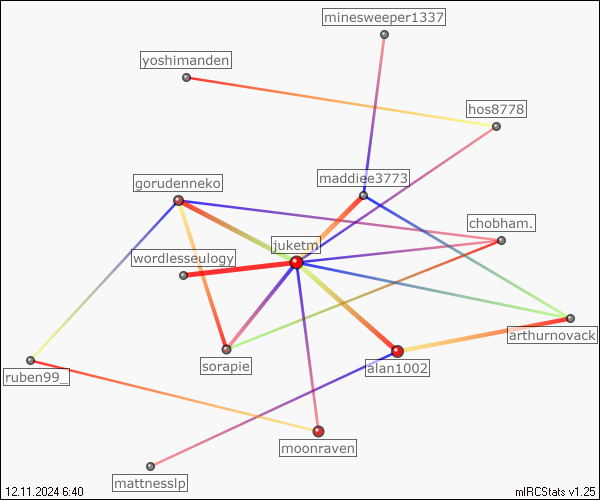 minesweeper1337
yoshimanden
hos8778
maddiee3773
gorudenneko
chobham.
juketm
wordlesseulogy
arthurnovack
sorapie
alan1002
ruben99_
moonraven
mattnesslp
12.11.2024 6:40
mIRCStats v1.25